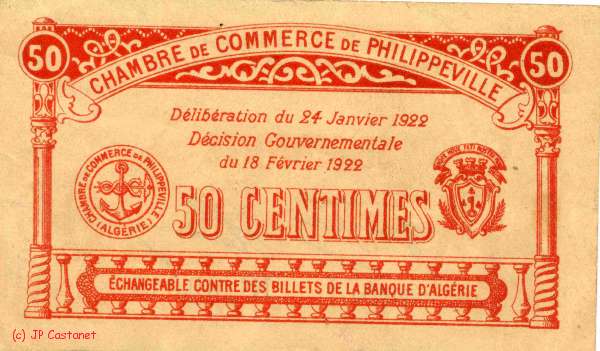 50 CHAMBRE DE COMMERCE DE PHILIPPEVILLE 50
Délibération du 24 Janvier 1922
Décision Gouvernementale
du 18 Février 1922
CHAMBRE DE COMMERCE DE PHILIPPEVILLE
(ALGÉRIE)
50 CENTIMES
ÉCHANGEABLE CONTRE DES BILLETS DE LA BANQUE D'ALGÉRIE
(c) JP Castanet